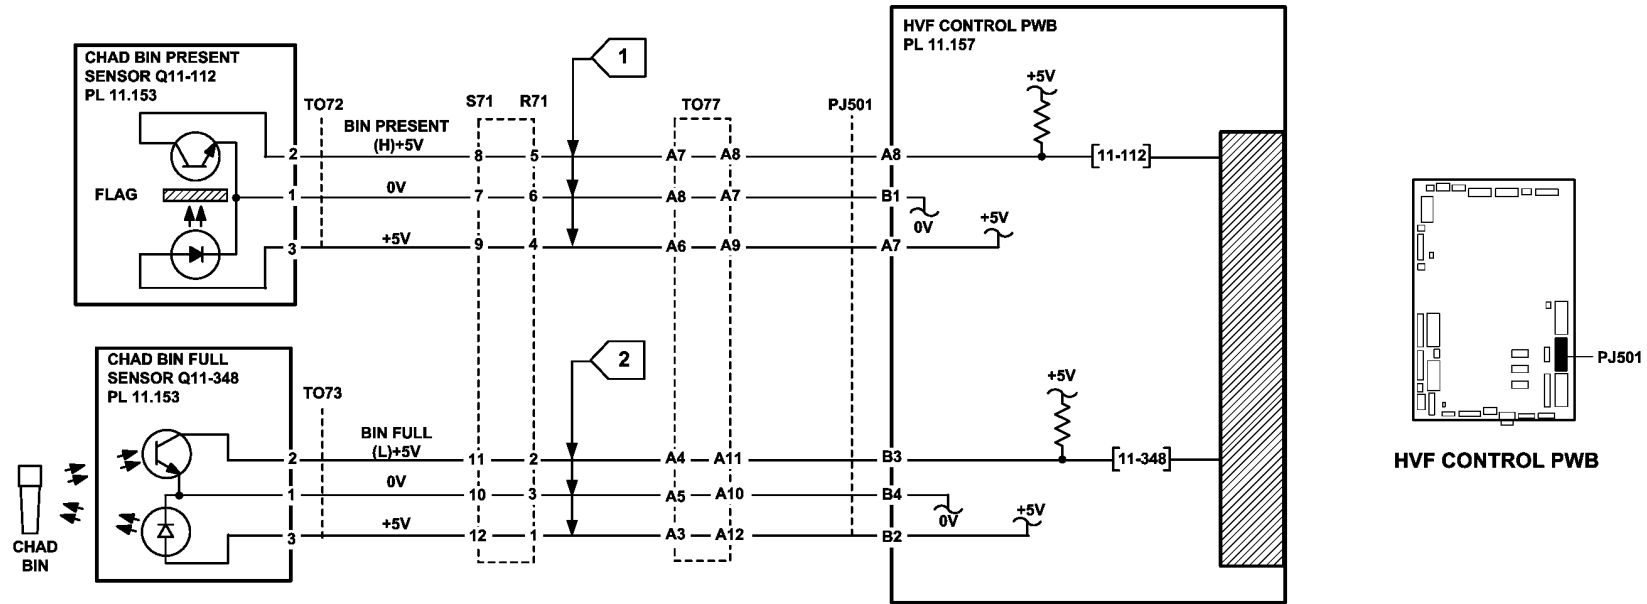 CHAD BIN PRESENT
SENSOR Q11-112
PL 11.153
FLAG
2
1
3
TO72
BIN PRESENT
(H)+5V
0V
+5V
S71 R71
8 5
7 6
9 4
1
TO77
A7 A8
A8 A7
A6 A9
PJ501
HVF CONTROL PWB
PL 11.157
A8
B1
A7
+5V
[11-112]
0V
+5V
CHAD BIN FULL
SENSOR Q11-348
PL 11.153
CHAD
BIN
2
1
3
TO73
BIN FULL
(L)+5V
0V
+5V
11 2
10 3
12 1
2
A4 A11
A5 A10
A3 A12
B3
B4
B2
+5V
[11-348]
0V
+5V
PJ501
HVF CONTROL PWB